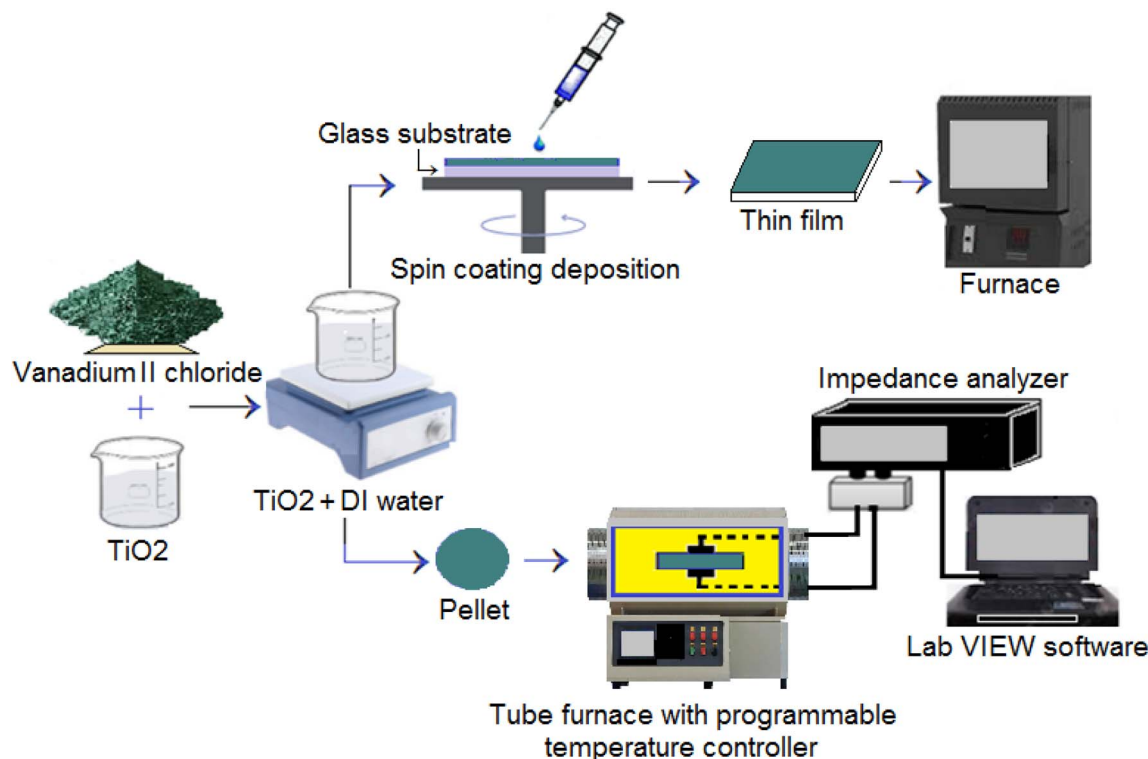 Glass substrate
Spin coating deposition
Thin film
Furnace
Vanadium II chloride
+
TiO2
TiO2 + DI water
Pellet
Tube furnace with programmable
temperature controller
Impedance analyzer
Lab VIEW software